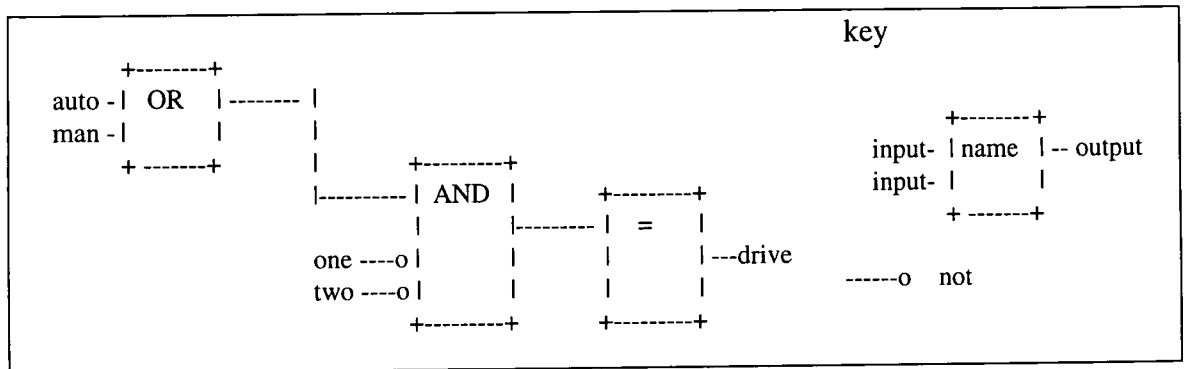 key
auto - OR
man -
input- name -- output
input-
AND
=
one ----o
---drive
two ----o
------o not